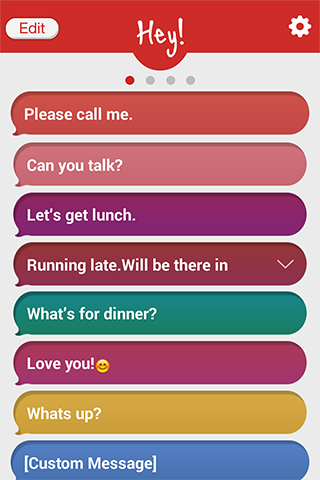 Edit
Hey!
Please call me.
Can you talk?
Let's get lunch.
Running late.Will be there in
What's for dinner?
Love you!😊
Whats up?
[Custom Message]